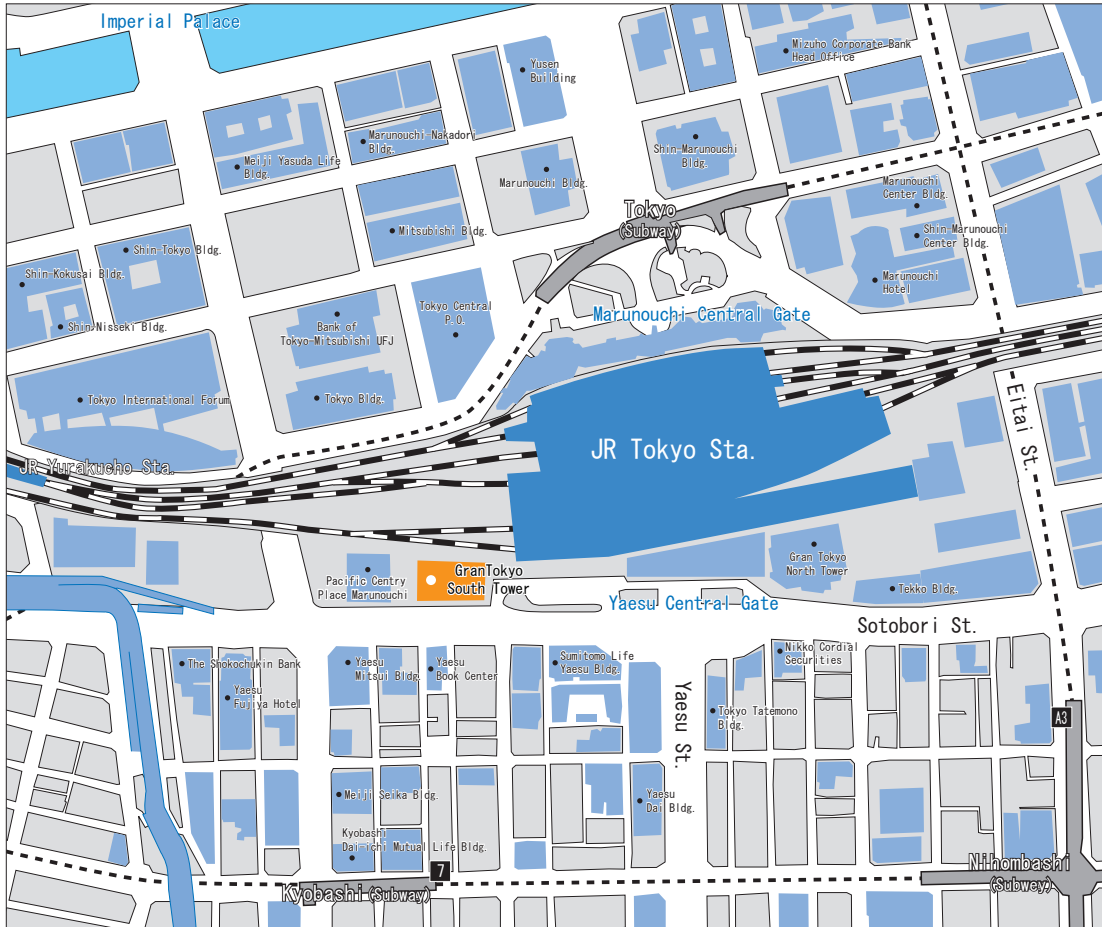 Imperial Palace
Mizuho Corporate Bank
Head Office
Yusen
Building
Marunouchi Nakadori
Bldg.
Meiji Yasuda Life
Bldg.
Shin-Marunouchi
Bldg.
Marunouchi Bldg.
Marunouchi
Center Bldg.
Tokyo
(Subway)
Mitsubishi Bldg.
Shin-Marunouchi
Center Bldg.
Shin-Tokyo Bldg.
Shin-Kokusai Bldg.
Marunouchi
Hotel
Tokyo Central
P.O.
Marunouchi Central Gate
Shin-Nisseki Bldg.
Bank of
Tokyo-Mitsubishi UFJ
Tokyo International Forum
Tokyo Bldg.
Eitai St.
JR Tokyo Sta.
JR Yurakucho Sta.
Gran Tokyo
North Tower
GranTokyo
South Tower
Pacific Centry
Place Marunouchi
Tekko Bldg.
Yaesu Central Gate
Sotobori St.
Nikko Cordial
Securities
The Shokochukin Bank
Yaesu
Mitsui Bldg.
Yaesu
Book Center
Sumitomo Life
Yaesu Bldg.
Yaesu
Fujiya Hotel
Yaesu St.
Tokyo Tatemono
Bldg.
A3
Meiji Seika Bldg.
Yaesu
Dai Bldg.
Kyobashi
Dai-ichi Mutual Life Bldg.
7
Kyobashi (Subway)
Nihombashi
(Subwey)